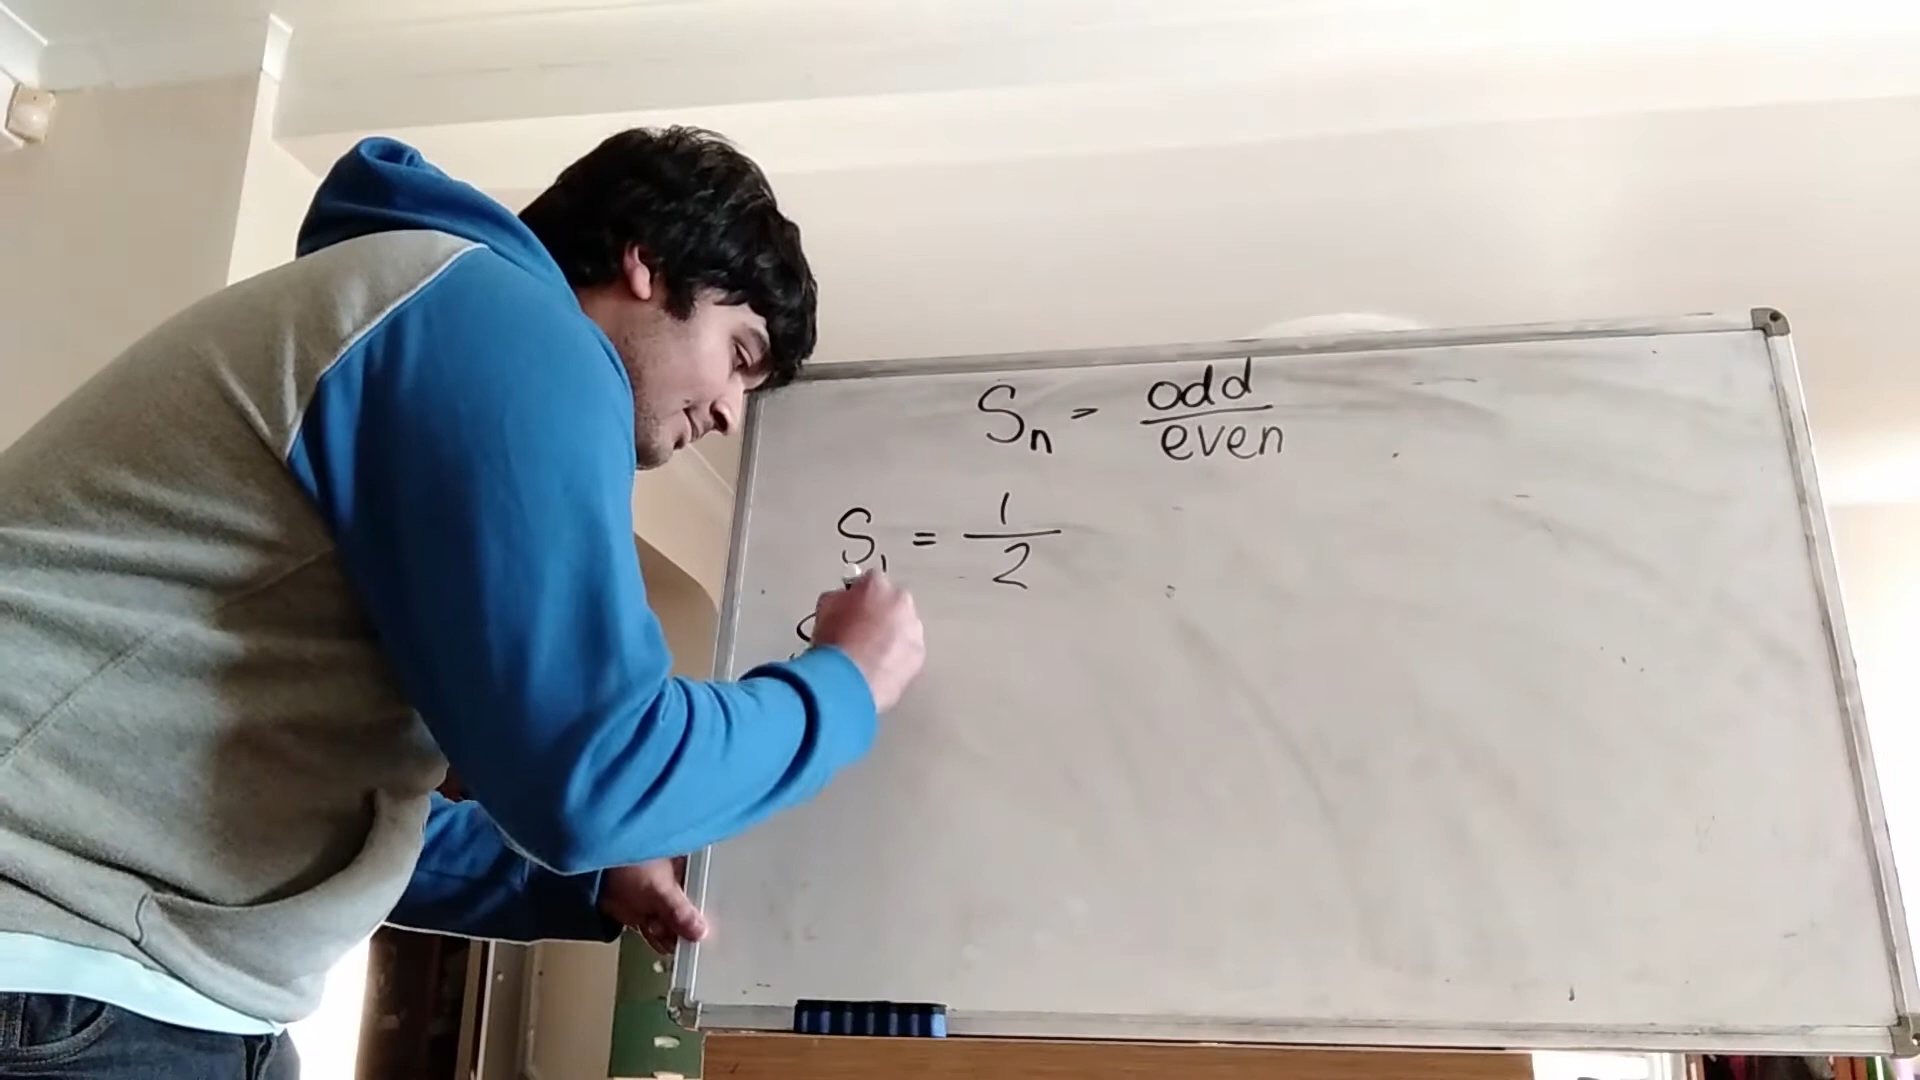 Sn = odd/even
S1 = 1/2
S